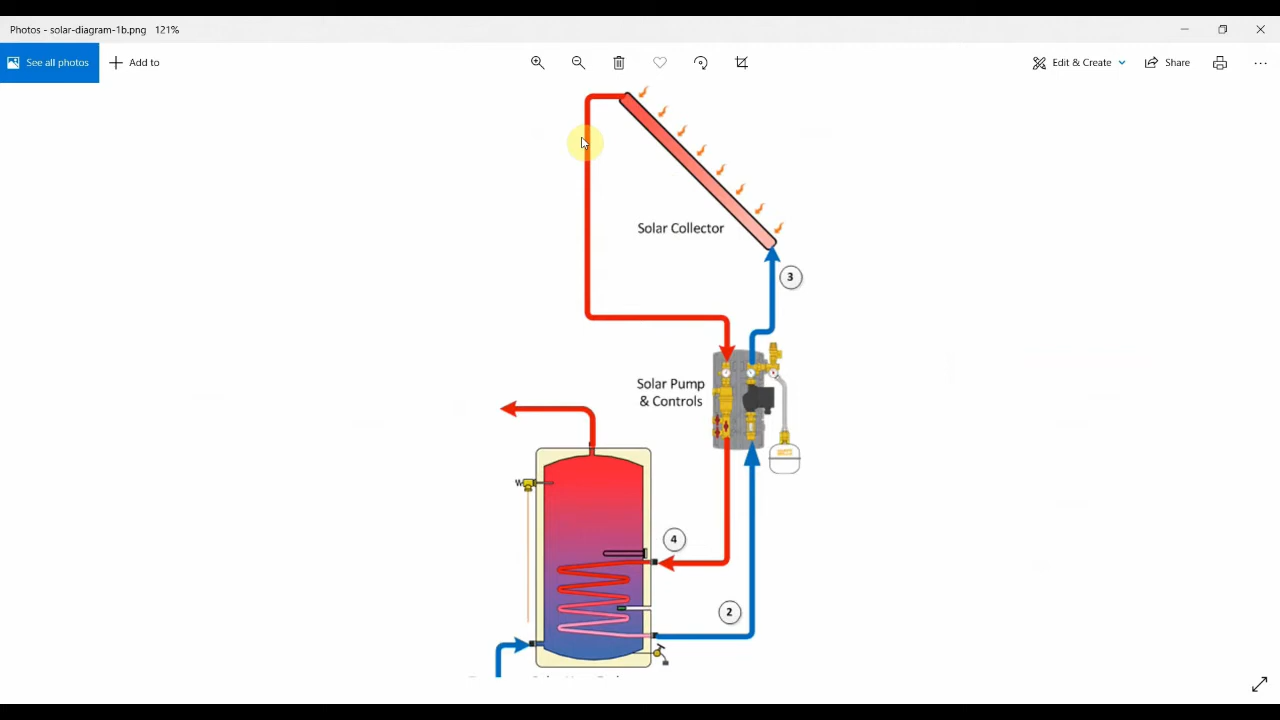 Photos - solar-diagram-1b.png 121%
See all photos
Add to
Edit & Create
Share
Solar Collector
3
Solar Pump
& Controls
4
2